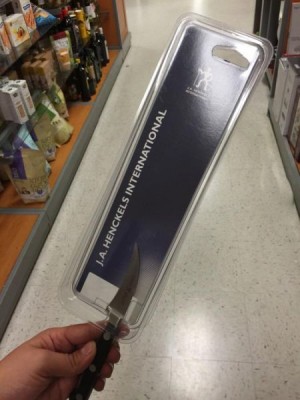 J.A. HENCKELS INTERNATIONAL